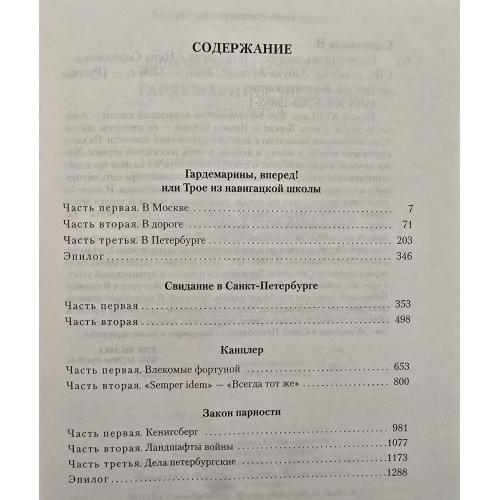 СОДЕРЖАНИЕ
Гардемарины, вперед!
или Трое из навигацкой школы
Часть первая. В Москве 7
Часть вторая. В дороге 71
Часть третья. В Петербурге 203
Эпилог 346
Свидание в Санкт-Петербурге
Часть первая 353
Часть вторая 498
Канцлер
Часть первая. Влекомые фортуной 653
Часть вторая. «Semper idem» — «Всегда тот же» 800
Закон парности
Часть первая. Кенигсберг 981
Часть вторая. Ландшафты войны 1077
Часть третья. Дела петербургские 1173
Эпилог 1288